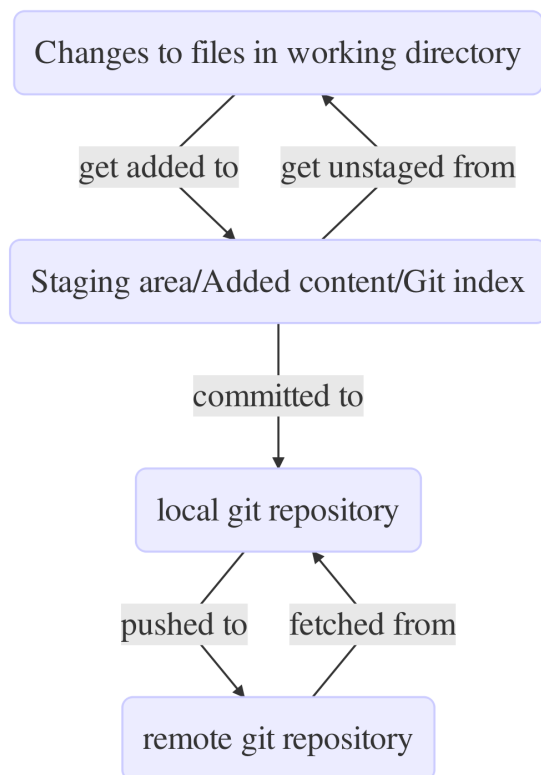 Changes to files in working directory
get added to
get unstaged from
Staging area/Added content/Git index
committed to
local git repository
pushed to
fetched from
remote git repository